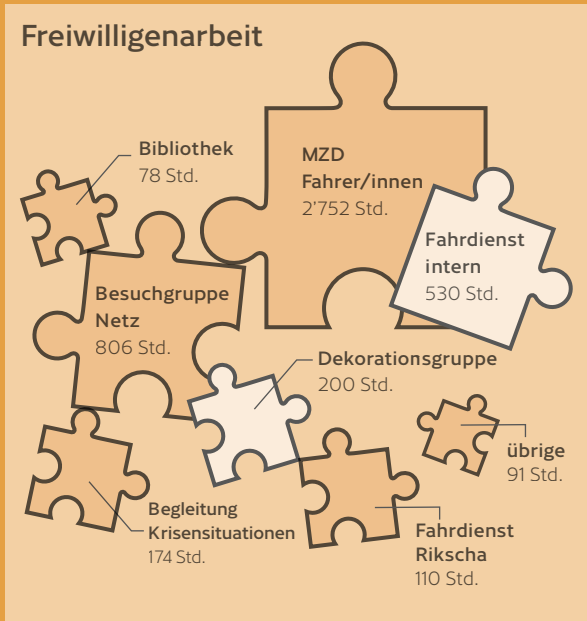 Freiwilligenarbeit
Bibliothek
78 Std.
MZD
Fahrer/innen
2’752 Std.
Fahrdienst
intern
530 Std.
Besuchgruppe
Netz
806 Std.
Dekorationsgruppe
200 Std.
übrige
91 Std.
Begleitung
Krisensituationen
174 Std.
Fahrdienst
Rikscha
110 Std.